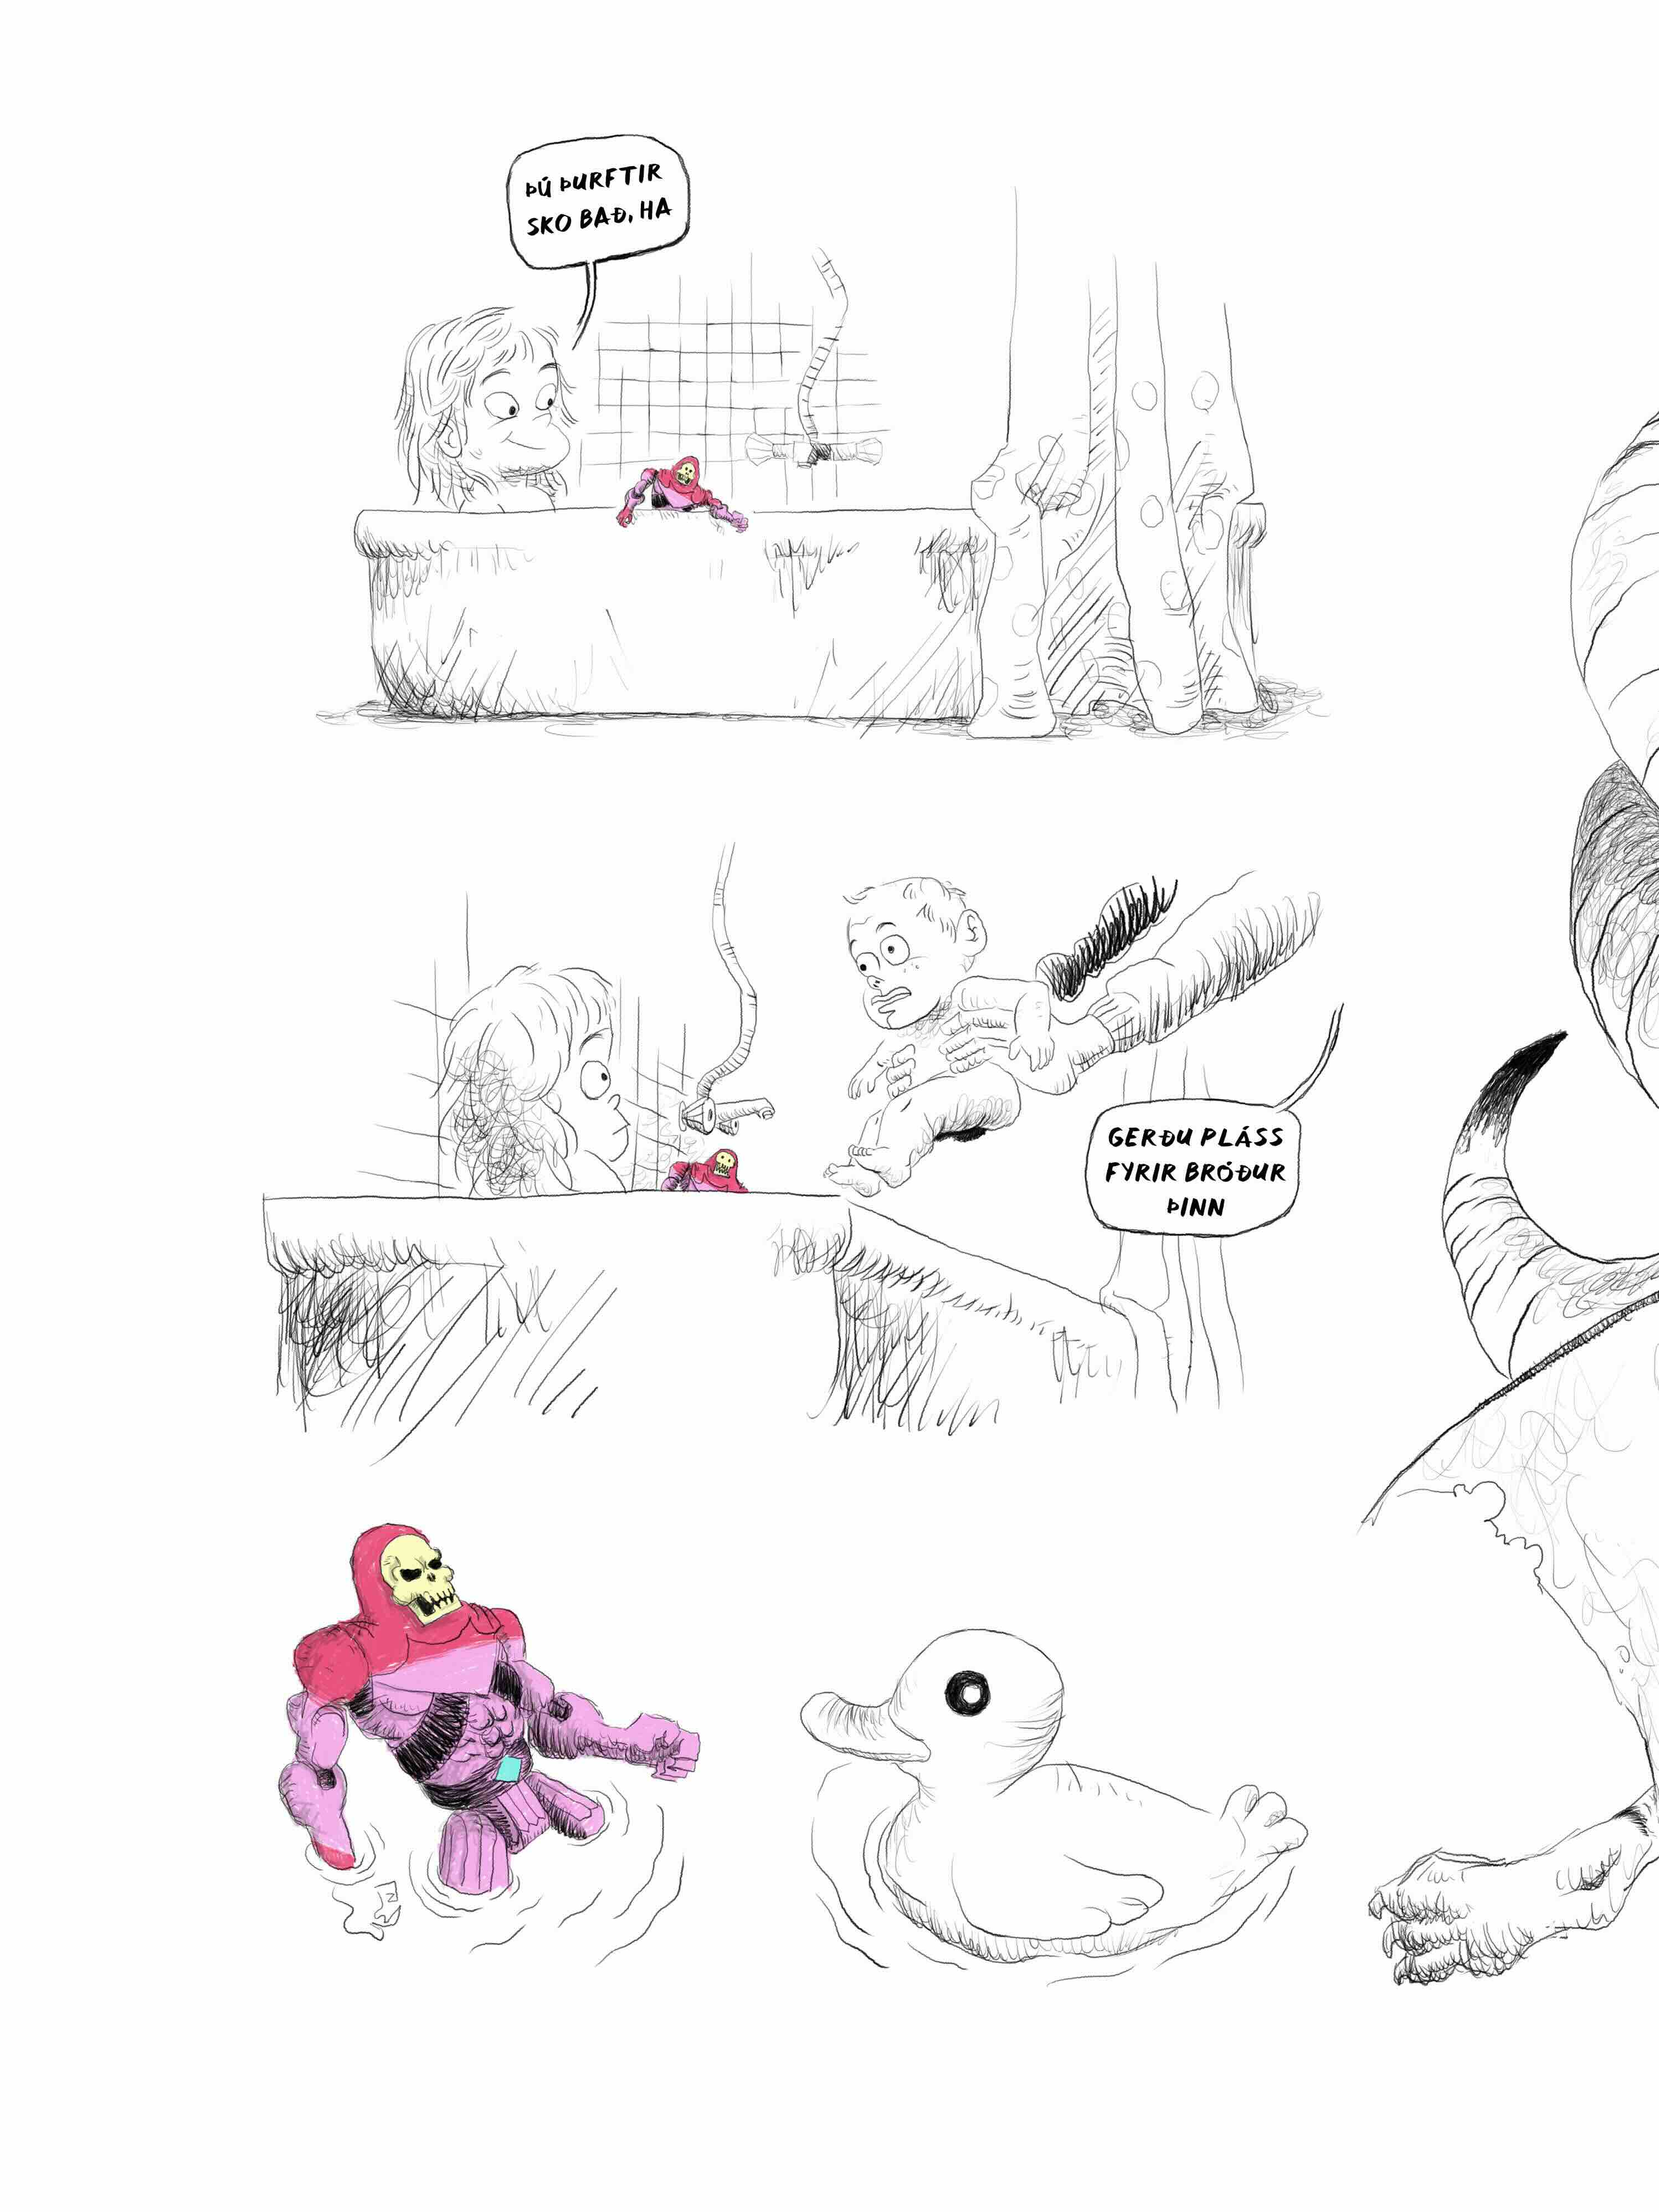 ÞÚ ÞURFTIR
SKO BAÐ, HA
GERÐU PLÁSS
FYRIR BRÓÐUR
ÞINN